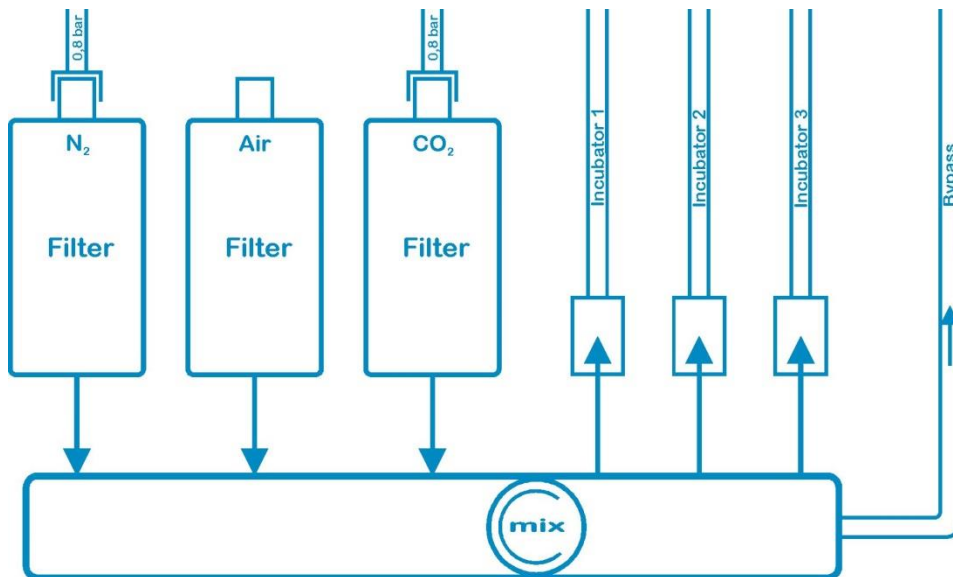 0,8 bar
0,8 bar
N₂
Air
CO₂
Incubator 1
Incubator 2
Incubator 3
Bypass
Filter
Filter
Filter
mix